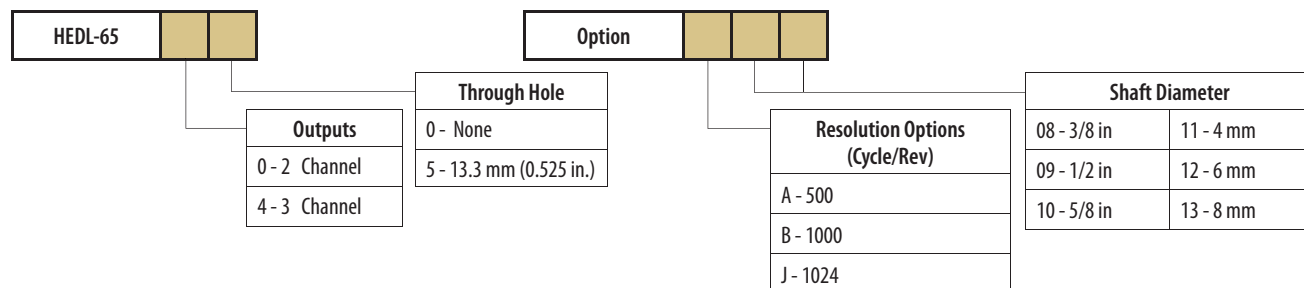 HEDL-65
Option
Through Hole
0 - None
5 - 13.3 mm (0.525 in.)
Outputs
0 - 2 Channel
4 - 3 Channel
Resolution Options
(Cycle/Rev)
A - 500
B - 1000
J - 1024
Shaft Diameter
08 - 3/8 in 11 - 4 mm
09 - 1/2 in 12 - 6 mm
10 - 5/8 in 13 - 8 mm